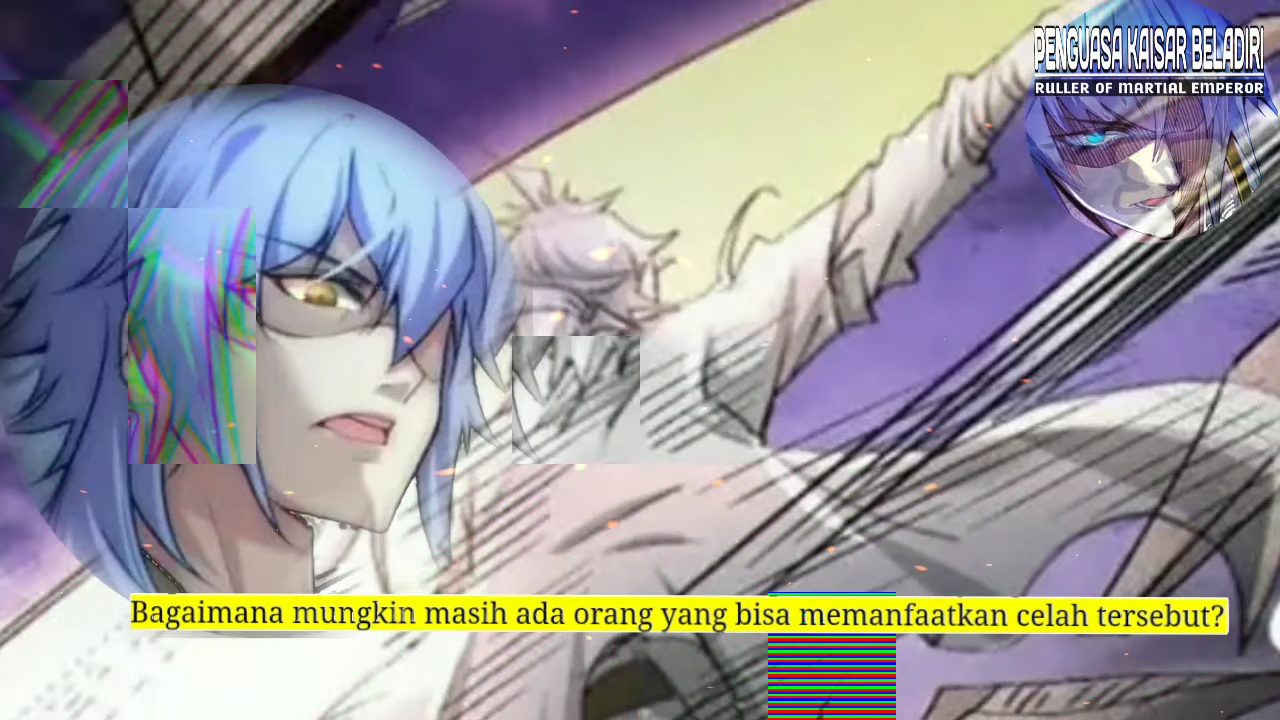 PENGUASA KAISAR BELADIRI
RULLER OF MARTIAL EMPEROR
Bagaimana mungkin masih ada orang yang bisa memanfaatkan celah tersebut?